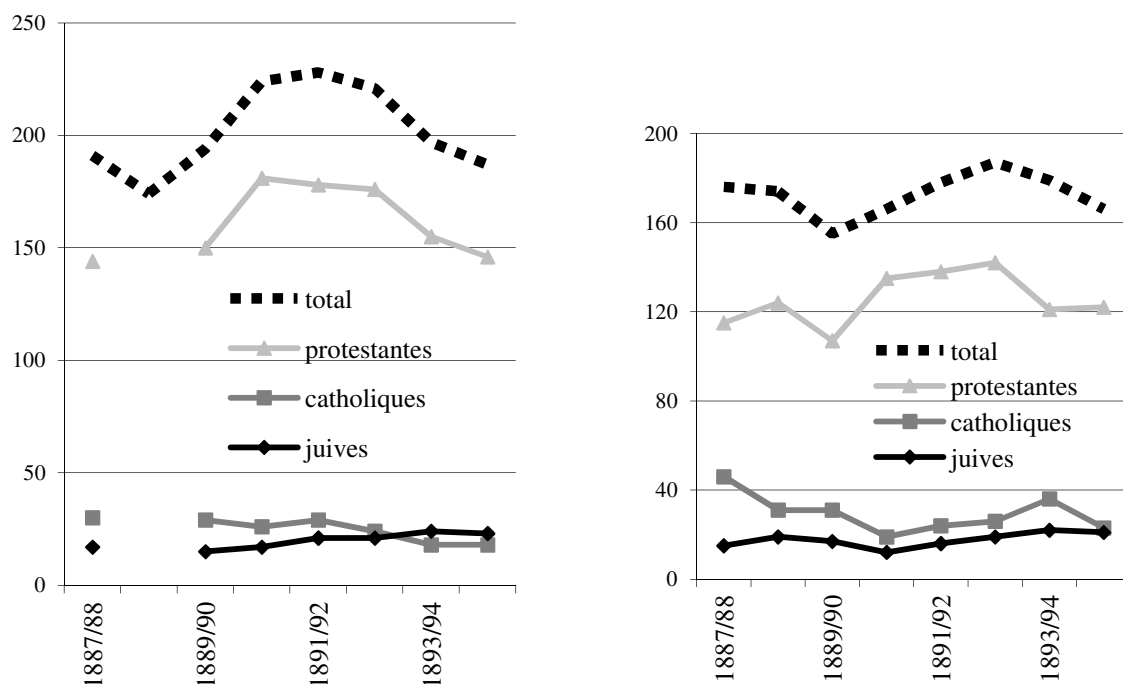 250
200
150
100
50
0
total
protestantes
catholiques
juives
1887/88
1889/90
1891/92
1893/94
200
160
120
80
40
0
total
protestantes
catholiques
juives
1887/88
1889/90
1891/92
1893/94